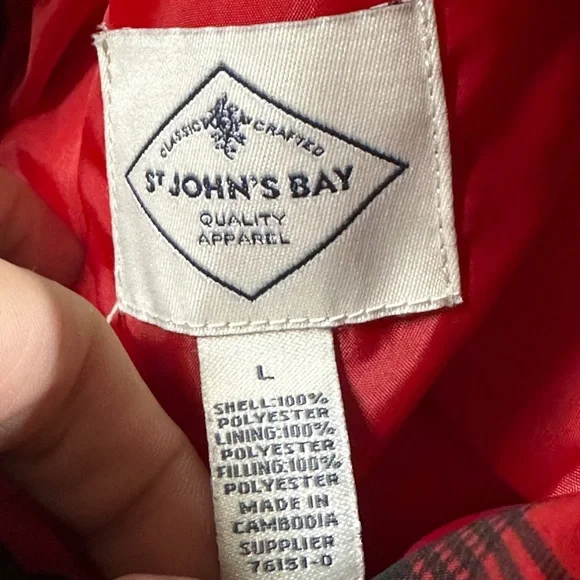 CLASSIC CRAFTED
ST JOHN'S BAY
QUALITY
APPAREL
L
SHELL:100%
POLYESTER
LINING:100%
POLYESTER
FILLING:100%
POLYESTER
MADE IN
CAMBODIA
SUPPLIER
76151-0